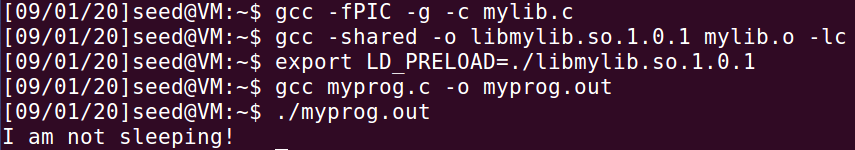 [09/01/20]seed@VM:~$ gcc -fPIC -g -c mylib.c
[09/01/20]seed@VM:~$ gcc -shared -o libmylib.so.1.0.1 mylib.o -lc
[09/01/20]seed@VM:~$ export LD_PRELOAD=./libmylib.so.1.0.1
[09/01/20]seed@VM:~$ gcc myprog.c -o myprog.out
[09/01/20]seed@VM:~$ ./myprog.out
I am not sleeping!